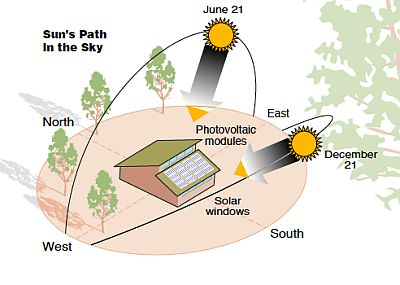 June 21
Sun's Path
In the Sky
North
East
Photovoltaic
modules
December
21
Solar
windows
West
South